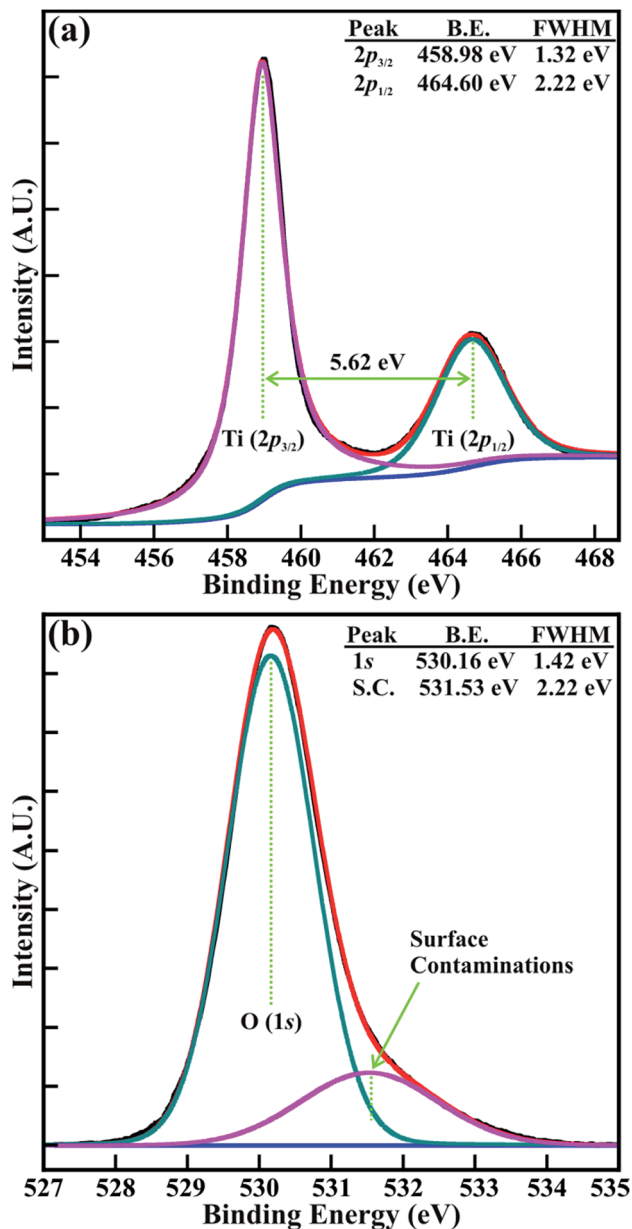 (a)
Peak B.E. FWHM
2p3/2 458.98 eV 1.32 eV
2p1/2 464.60 eV 2.22 eV
5.62 eV
Ti (2p3/2) Ti (2p1/2)
Intensity (A.U.)
454 456 458 460 462 464 466 468
Binding Energy (eV)
(b)
Peak B.E. FWHM
1s 530.16 eV 1.42 eV
S.C. 531.53 eV 2.22 eV
Surface
Contaminations
O (1s)
Intensity (A.U.)
527 528 529 530 531 532 533 534 535
Binding Energy (eV)